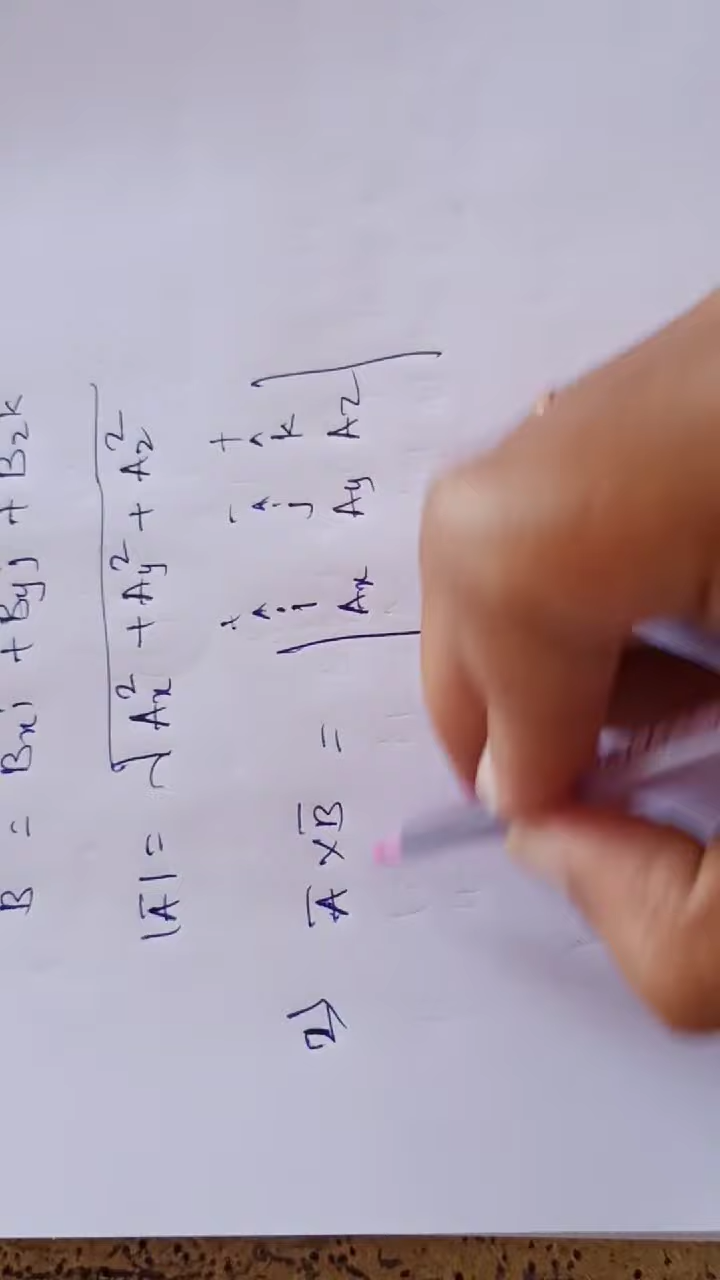 B = Bxi + Byj + Bzk
|A̅| = √Ax² + Ay² + Az²
+ - +
2) A̅ × B̅ = | î ĵ k̂ |
Ax Ay Az